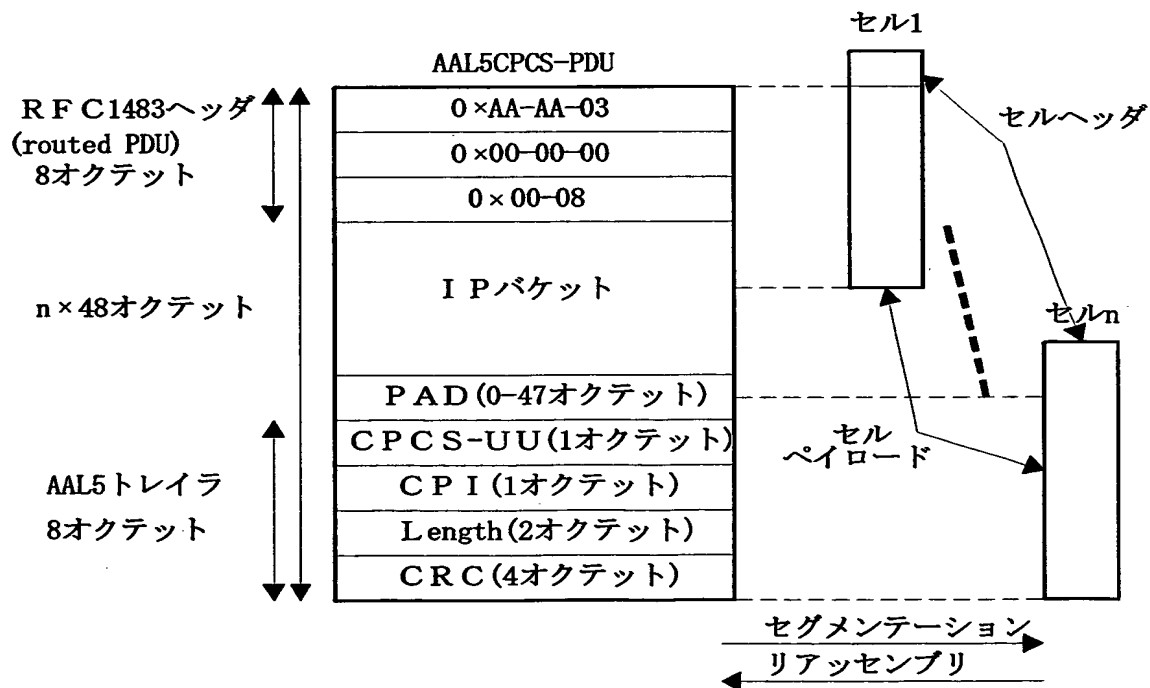 セル1
AAL5CPCS-PDU
ＲＦＣ1483ヘッダ
(routed PDU)
8オクテット
0×AA-AA-03
0×00-00-00
0×00-08
セルヘッダ
n×48オクテット
ＩＰバケット
セルn
ＰＡＤ(0-47オクテット)
ＣＰＣＳ-ＵＵ(1オクテット)
セル
ペイロード
AAL5トレイラ
8オクテット
ＣＰＩ(1オクテット)
Length(2オクテット)
ＣＲＣ(4オクテット)
セグメンテーション
リアッセンブリ